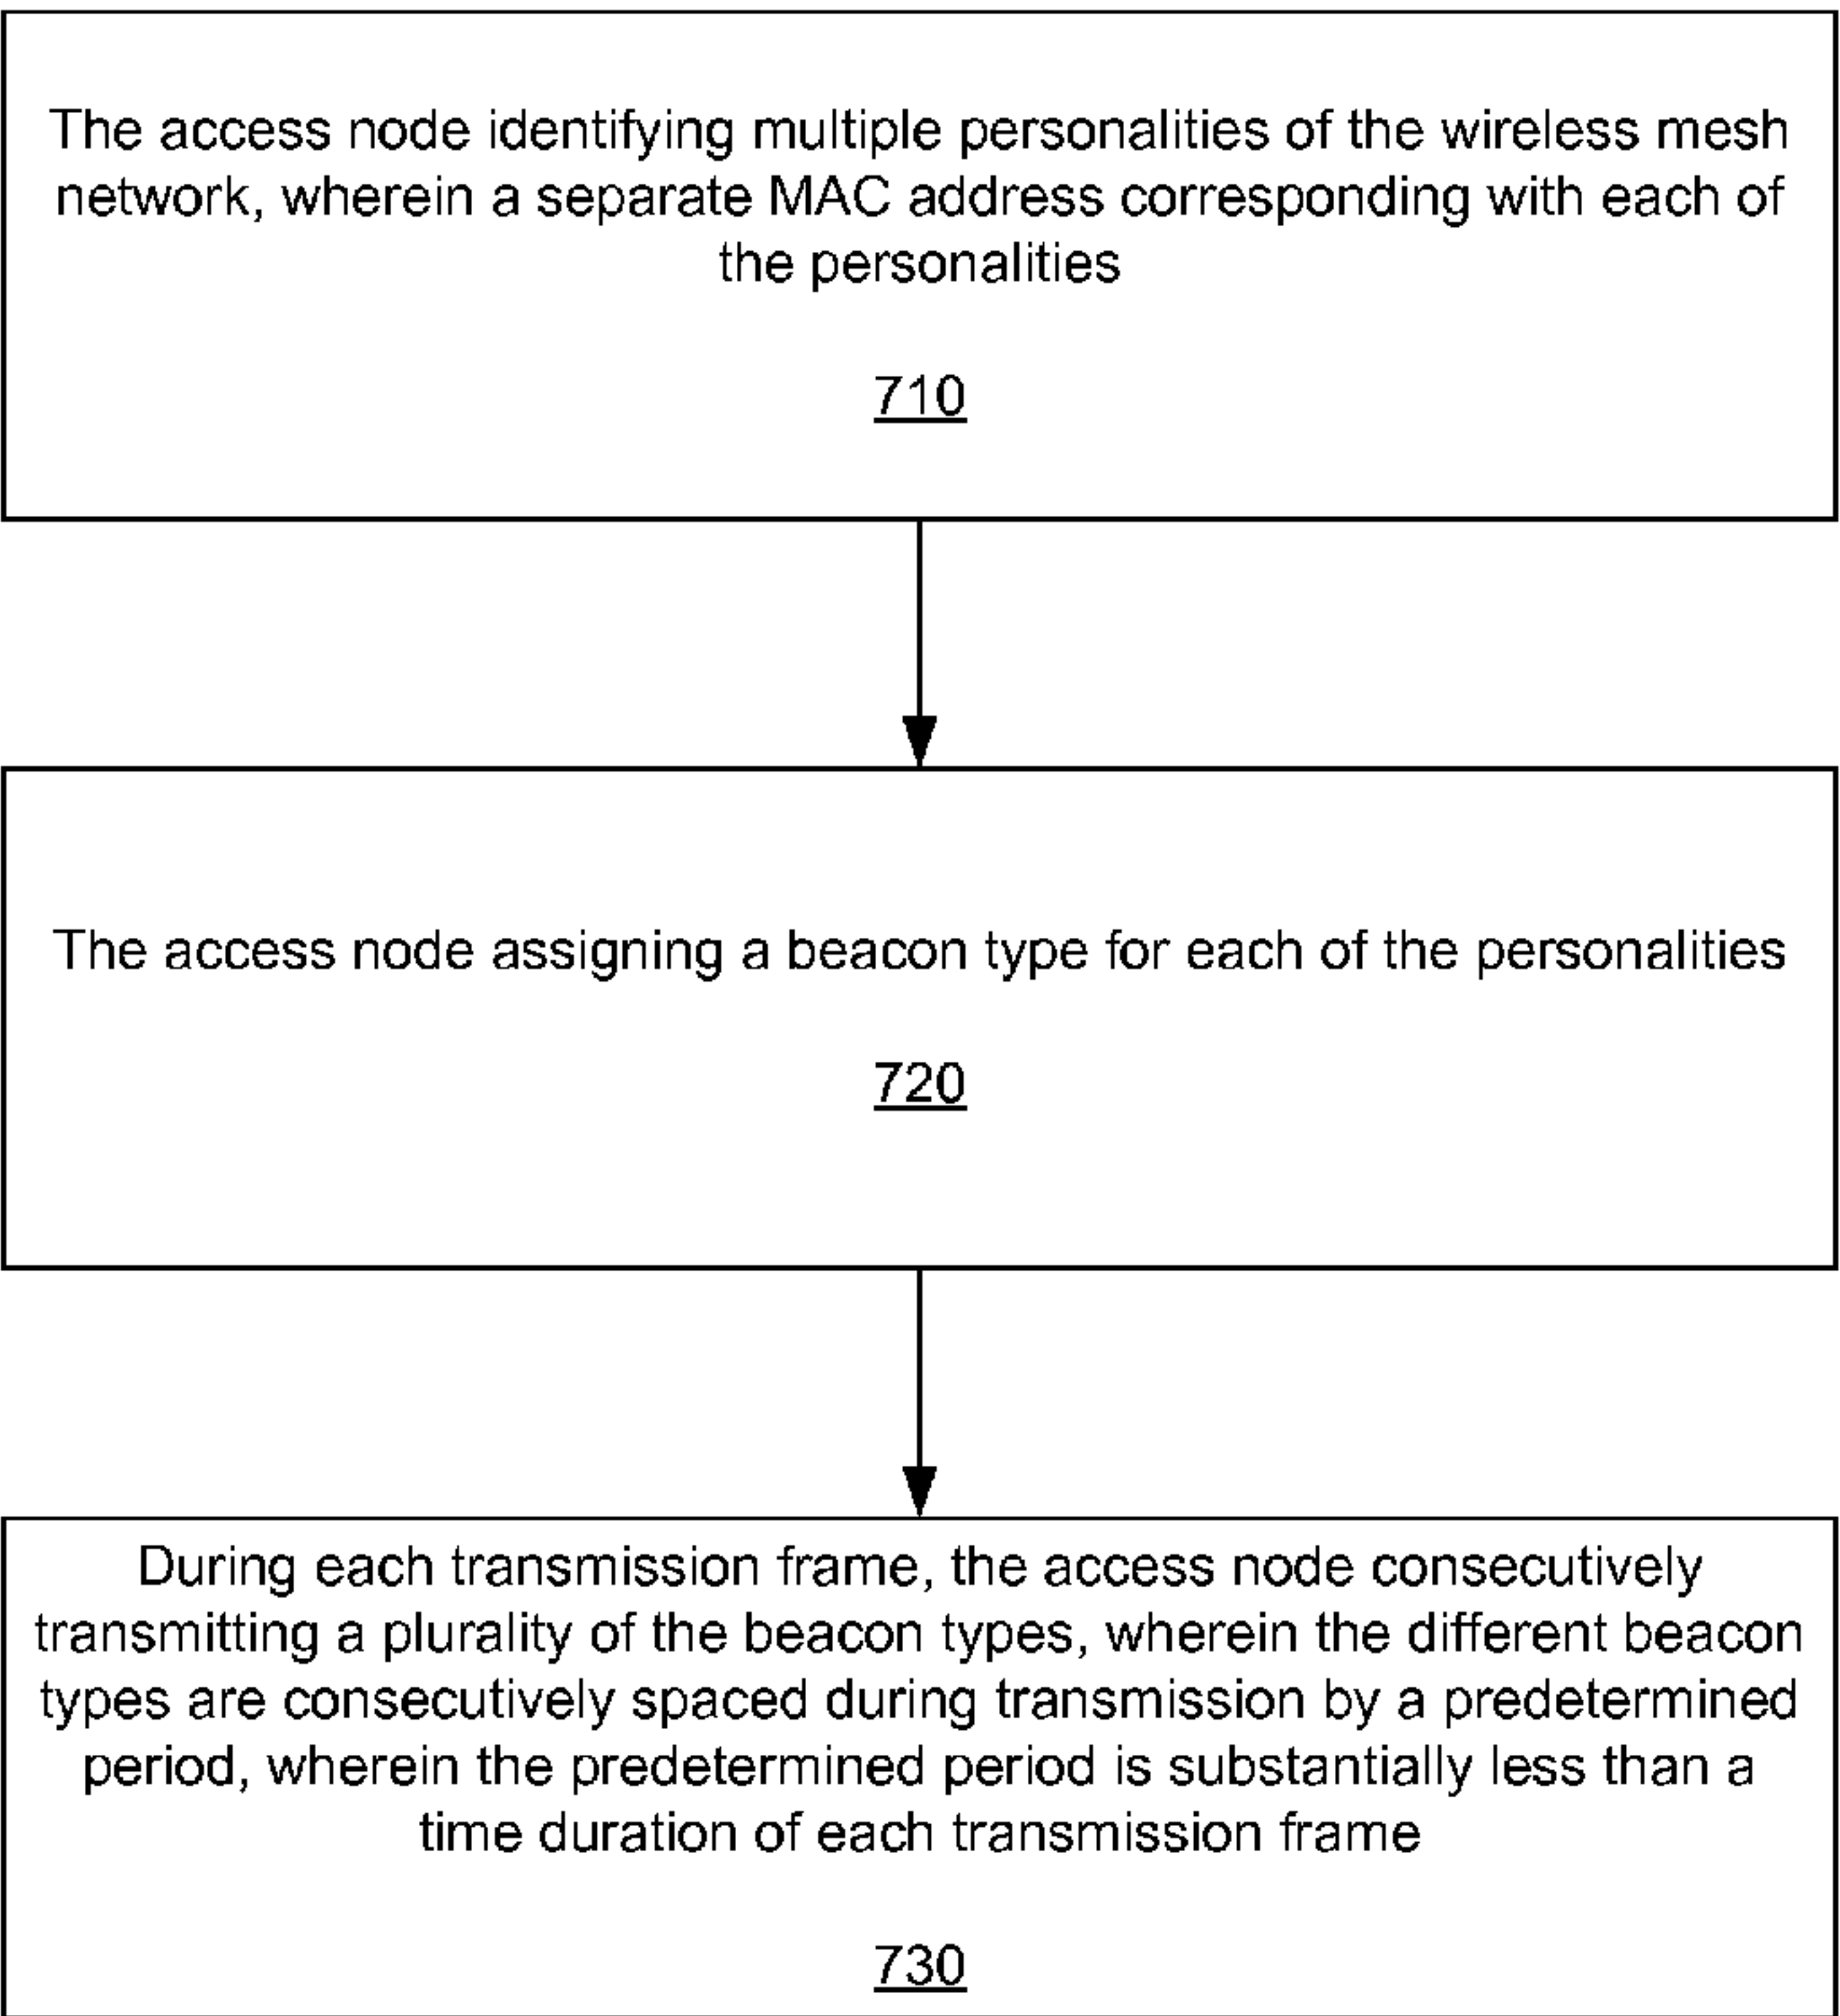 The access node identifying multiple personalities of the wireless mesh
network, wherein a separate MAC address corresponding with each of
the personalities
710
The access node assigning a beacon type for each of the personalities
720
During each transmission frame, the access node consecutively
transmitting a plurality of the beacon types, wherein the different beacon
types are consecutively spaced during transmission by a predetermined
period, wherein the predetermined period is substantially less than a
time duration of each transmission frame
730